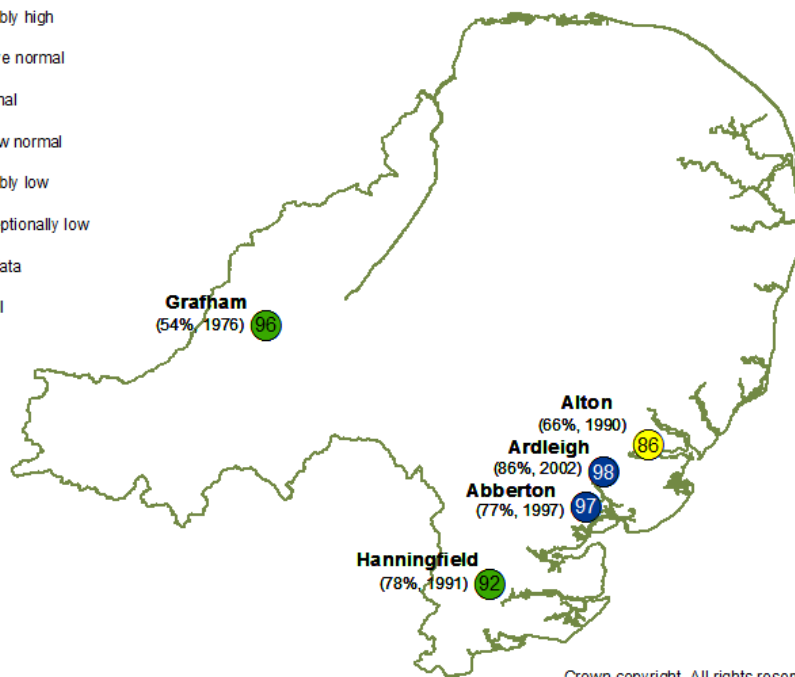 bly high
e normal
nal
w normal
bly low
ptionally low
ata
l
Grafham
(54%, 1976) 96
Alton
(66%, 1990) 86
Ardleigh
(86%, 2002) 98
Abberton
(77%, 1997) 97
Hanningfield
(78%, 1991) 92
Crown copyright. All rights reser